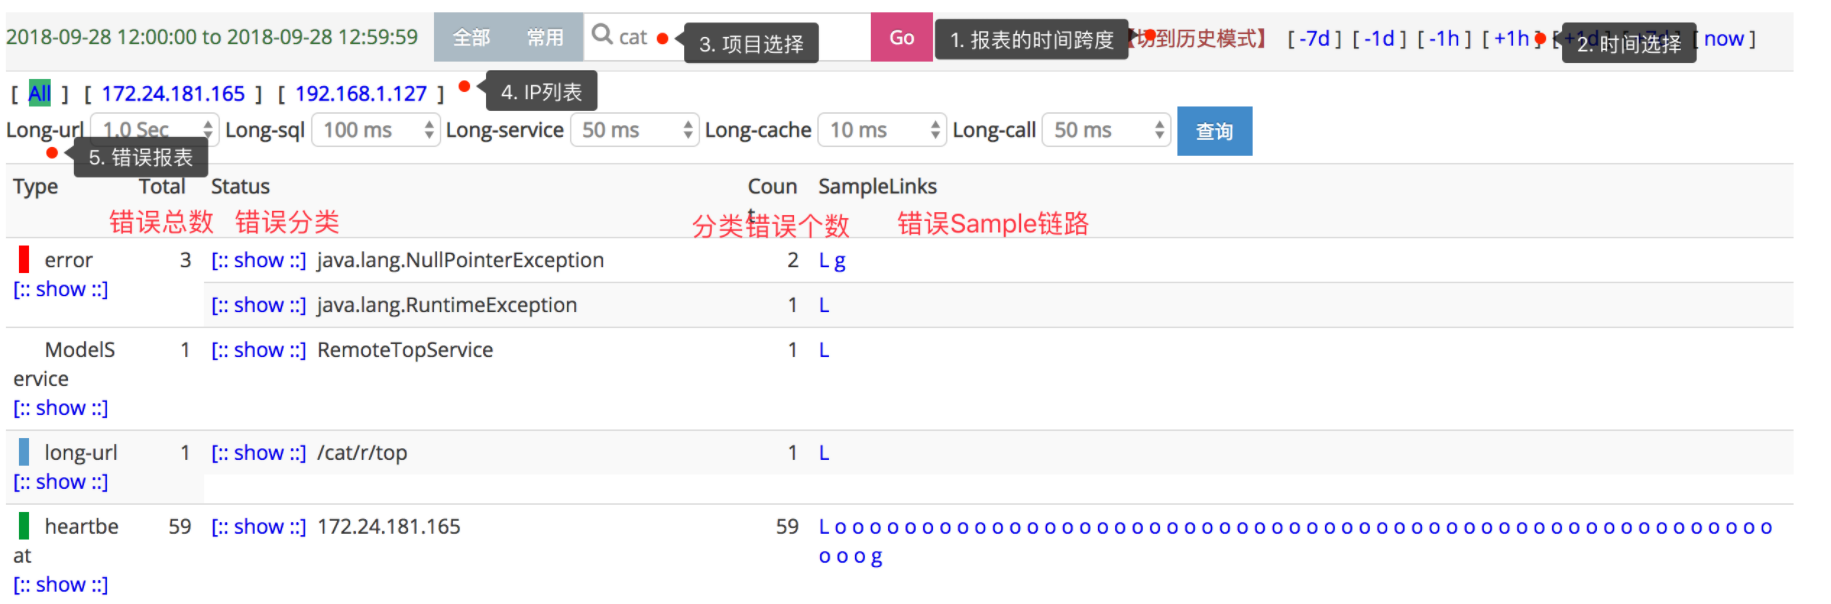 2018-09-28 12:00:00 to 2018-09-28 12:59:59 全部 常用 cat 3. 项目选择 Go 1. 报表的时间跨度 切到历史模式】 [ -7d ] [ -1d ] [ -1h ] [ +1h ] [ +1d 2. 时间选择 [ now ]
[ All ] [ 172.24.181.165 ] [ 192.168.1.127 ] 4. IP列表
Long-url 1.0 Sec Long-sql 100 ms Long-service 50 ms Long-cache 10 ms Long-call 50 ms 查询
5. 错误报表
Type Total Status Coun SampleLinks
t
错误总数 错误分类 分类错误个数 错误Sample链路
error 3 [:: show ::] java.lang.NullPointerException 2 L g
[:: show ::]
[:: show ::] java.lang.RuntimeException 1 L
ModelS 1 [:: show ::] RemoteTopService 1 L
ervice
[:: show ::]
long-url 1 [:: show ::] /cat/r/top 1 L
[:: show ::]
heartbe 59 [:: show ::] 172.24.181.165 59 L o o o o o o o o o o o o o o o o o o o o o o o o o o o o o o o o o o o o o o o o o o o o o o o o o o o o o o
at o o o g
[:: show ::]